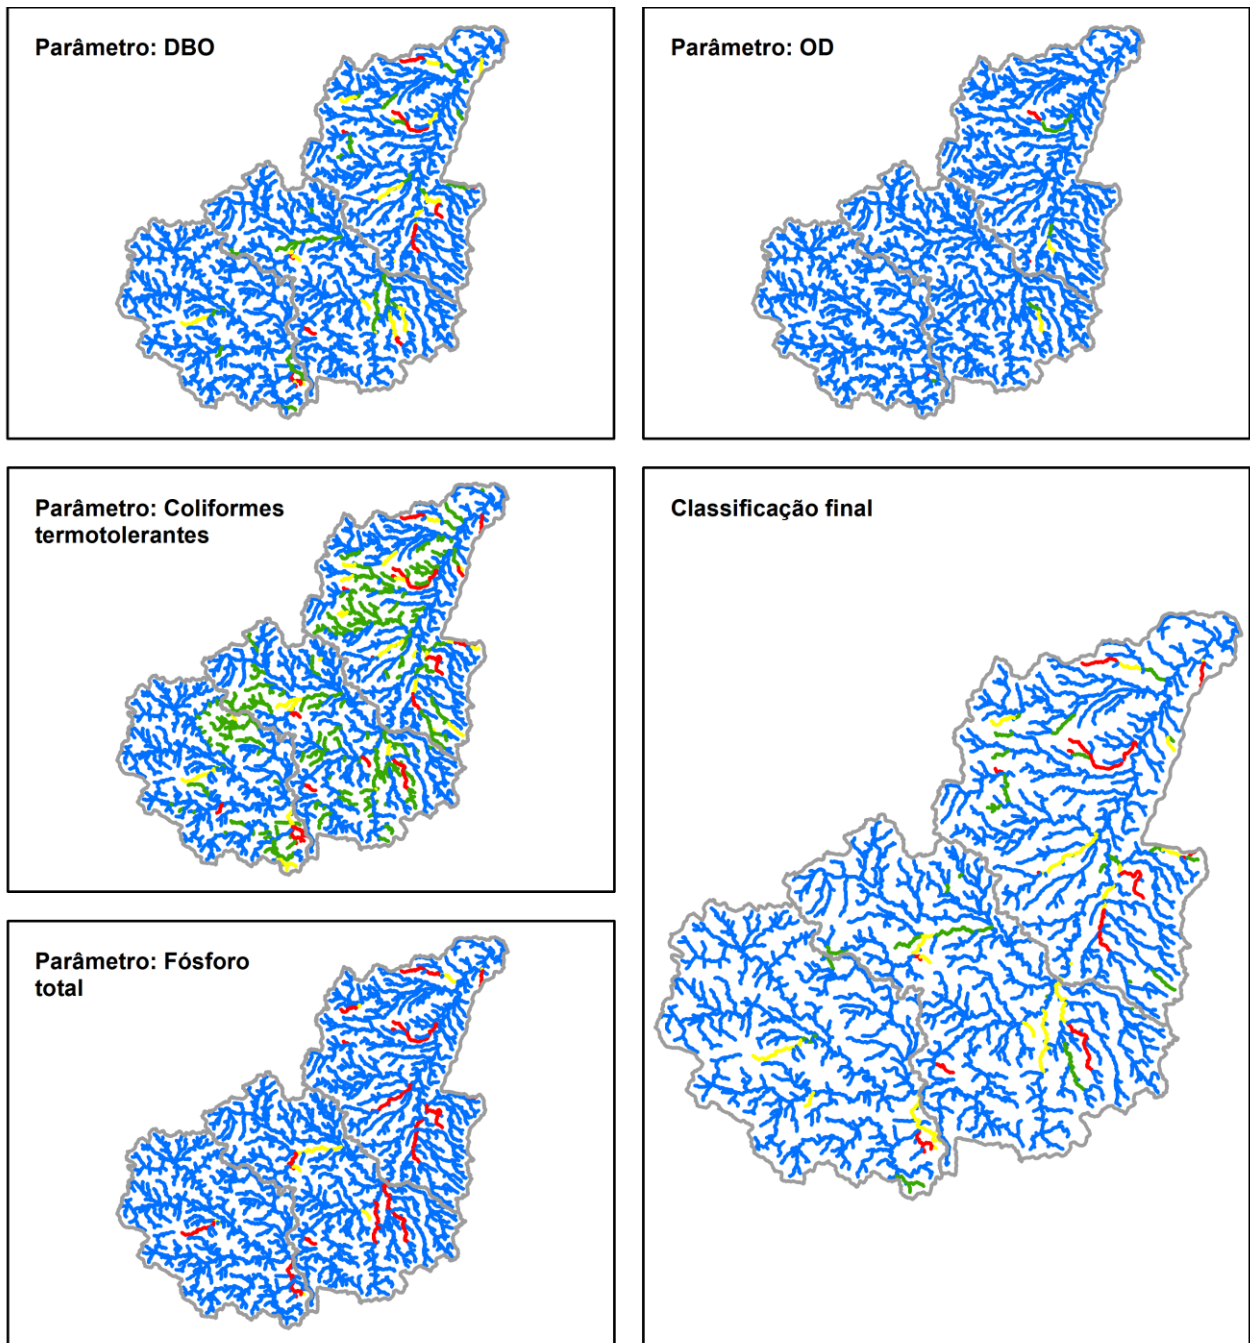 Parâmetro: DBO
Parâmetro: OD
Parâmetro: Coliformes
termotolerantes
Classificação final
Parâmetro: Fósforo
total